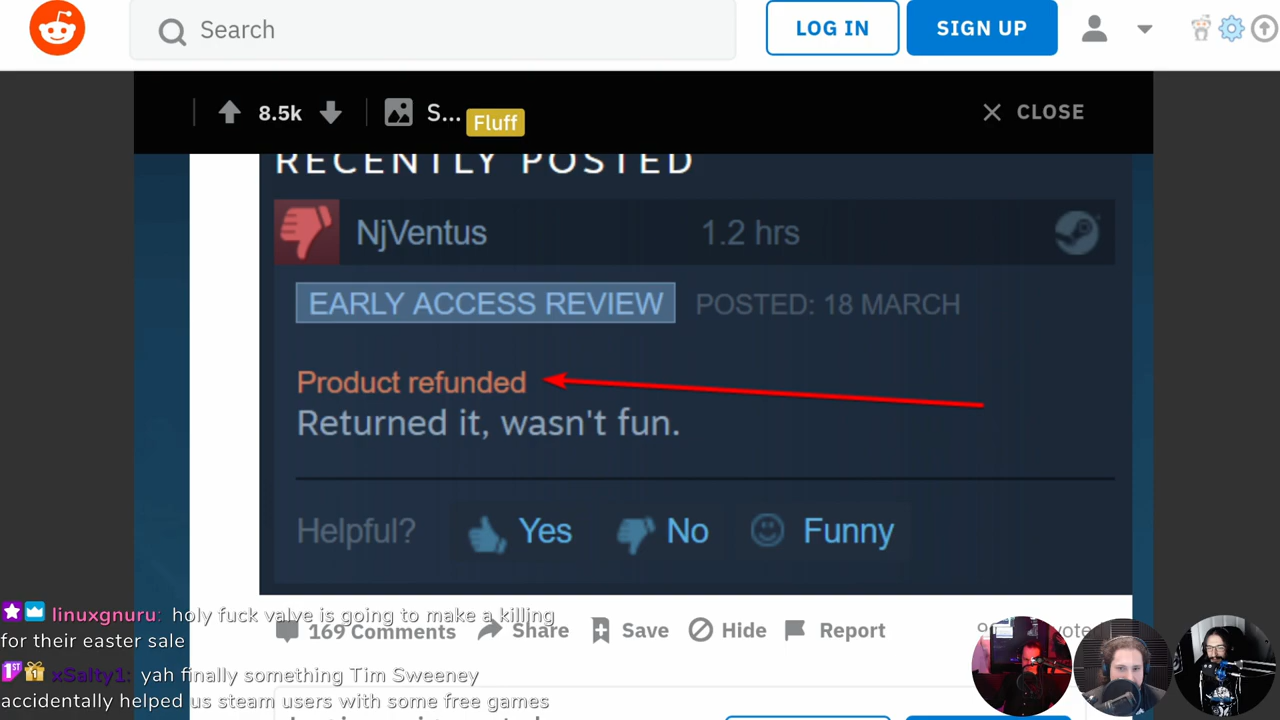 Search
LOG IN
SIGN UP
8.5k
S... Fluff
CLOSE
RECENTLY POSTED
NjVentus
1.2 hrs
EARLY ACCESS REVIEW
POSTED: 18 MARCH
Product refunded
Returned it, wasn't fun.
Helpful?
Yes
No
Funny
linuxgnuru: holy fuck valve is going to make a killing
for their easter sale
169 Comments
Share
Save
Hide
Report
xSalty1: yah finally something Tim Sweeney
accidentally helped us steam users with some free games